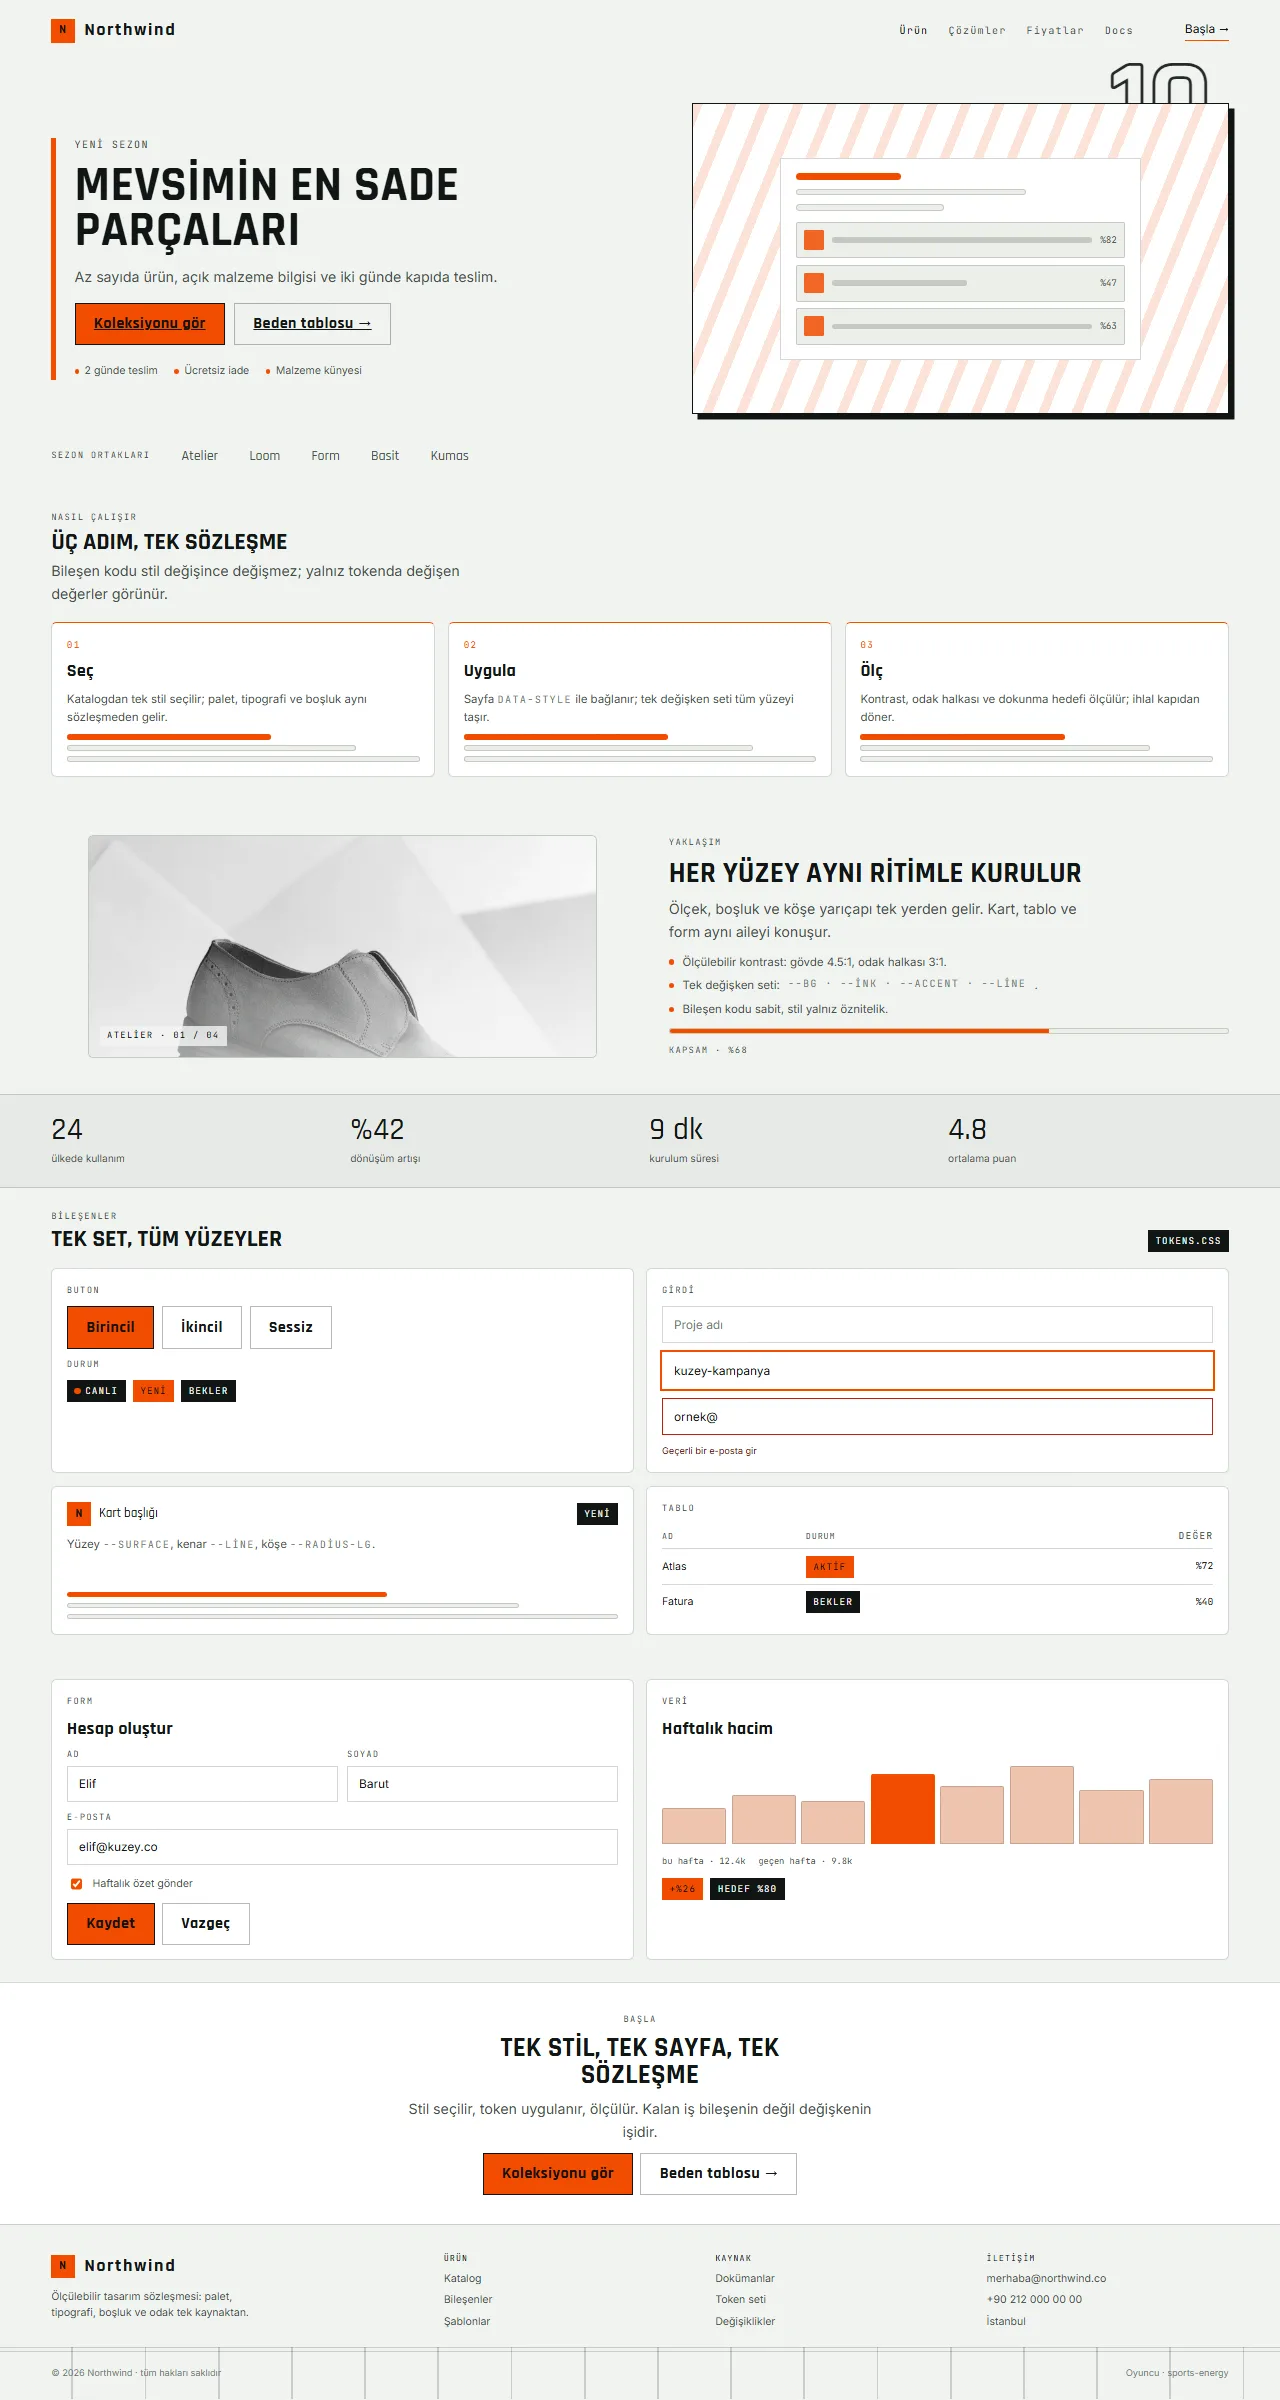 N Northwind
Ürün Çözümler Fiyatlar Docs Başla →
10
YENİ SEZON
MEVSİMİN EN SADE
PARÇALARI
Az sayıda ürün, açık malzeme bilgisi ve iki günde kapıda teslim.
Koleksiyonu gör Beden tablosu →
2 günde teslim Ücretsiz iade Malzeme künyesi
%82
%47
%63
SEZON ORTAKLARI Atelier Loom Form Basit Kumas
NASIL ÇALIŞIR
ÜÇ ADIM, TEK SÖZLEŞME
Bileşen kodu stil değişince değişmez; yalnız tokenda değişen
değerler görünür.
01
Seç
Katalogdan tek stil seçilir; palet, tipografi ve boşluk aynı
sözleşmeden gelir.
02
Uygula
Sayfa DATA-STYLE ile bağlanır; tek değişken seti tüm yüzeyi
taşır.
03
Ölç
Kontrast, odak halkası ve dokunma hedefi ölçülür; ihlal kapıdan
döner.
ATELİER · 01 / 04
YAKLAŞIM
HER YÜZEY AYNI RİTİMLE KURULUR
Ölçek, boşluk ve köşe yarıçapı tek yerden gelir. Kart, tablo ve
form aynı aileyi konuşur.
Ölçülebilir kontrast: gövde 4.5:1, odak halkası 3:1.
Tek değişken seti: --BG · --İNK · --ACCENT · --LİNE .
Bileşen kodu sabit, stil yalnız öznitelik.
KAPSAM · %68
24
ülkede kullanım
%42
dönüşüm artışı
9 dk
kurulum süresi
4.8
ortalama puan
BİLEŞENLER
TEK SET, TÜM YÜZEYLER
TOKENS.CSS
BUTON
Birincil İkincil Sessiz
DURUM
CANLI YENİ BEKLER
GİRDİ
Proje adı
kuzey-kampanya
ornek@
Geçerli bir e-posta gir
N Kart başlığı YENİ
Yüzey --SURFACE, kenar --LİNE, köşe --RADİUS-LG.
TABLO
AD DURUM DEĞER
Atlas AKTİF %72
Fatura BEKLER %40
FORM
Hesap oluştur
AD SOYAD
Elif Barut
E-POSTA
elif@kuzey.co
Haftalık özet gönder
Kaydet Vazgeç
VERİ
Haftalık hacim
bu hafta · 12.4k geçen hafta · 9.8k
+%26 HEDEF %80
BAŞLA
TEK STİL, TEK SAYFA, TEK
SÖZLEŞME
Stil seçilir, token uygulanır, ölçülür. Kalan iş bileşenin değil değişkenin
işidir.
Koleksiyonu gör Beden tablosu →
N Northwind
Ölçülebilir tasarım sözleşmesi: palet,
tipografi, boşluk ve odak tek kaynaktan.
ÜRÜN
Katalog
Bileşenler
Şablonlar
KAYNAK
Dokümanlar
Token seti
Değişiklikler
İLETİŞİM
merhaba@northwind.co
+90 212 000 00 00
İstanbul
© 2026 Northwind · tüm hakları saklıdır
Oyuncu · sports-energy